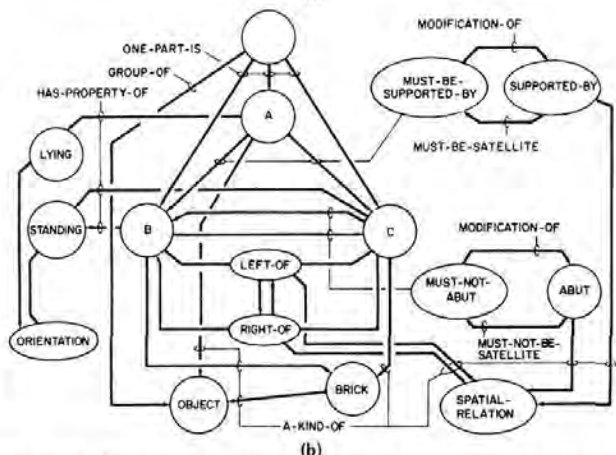 ONE-PART-IS
GROUP-OF
HAS-PROPERTY-OF
MODIFICATION-OF
MUST-BE-
SUPPORTED-BY
SUPPORTED-BY
MUST-BE-SATELLITE
A
LYING
STANDING
B
C
LEFT-OF
RIGHT-OF
MODIFICATION-OF
MUST-NOT-
ABUT
ABUT
MUST-NOT-BE-
SATELLITE
ORIENTATION
OBJECT
BRICK
SPATIAL-
RELATION
A-KIND-OF
(b)